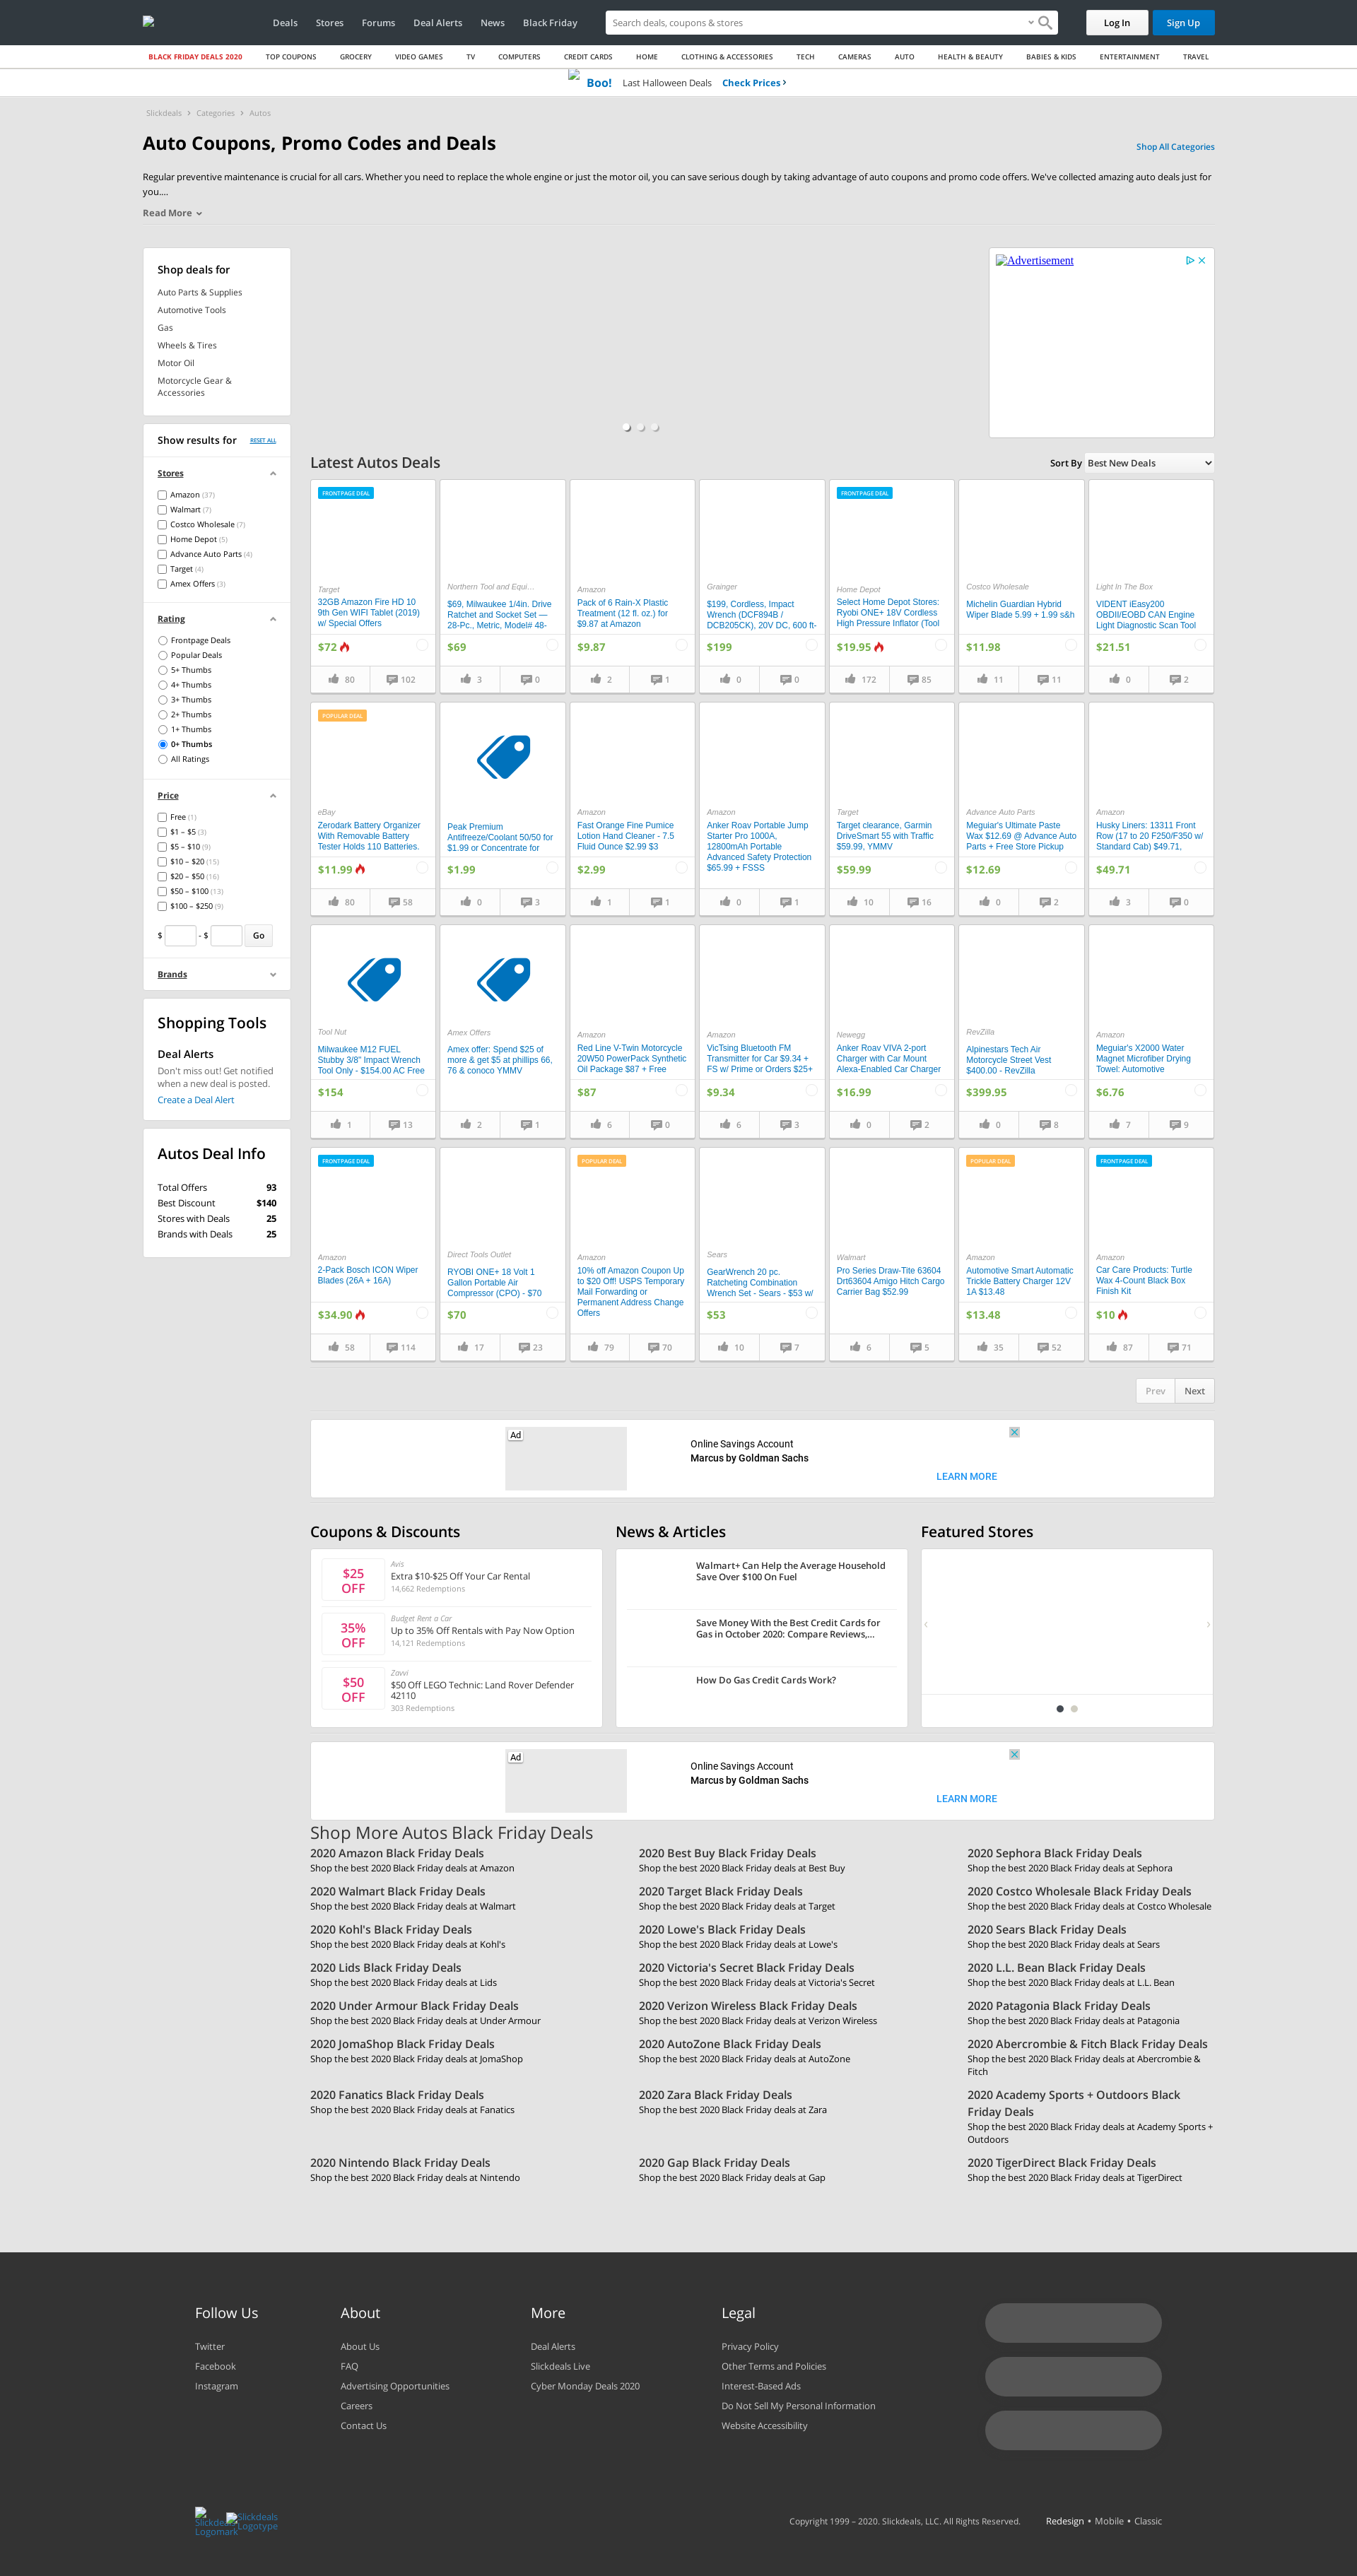 Deals Stores Forums Deal Alerts News Black Friday Search deals, coupons & stores Log In Sign Up
BLACK FRIDAY DEALS 2020 TOP COUPONS GROCERY VIDEO GAMES TV COMPUTERS CREDIT CARDS HOME CLOTHING & ACCESSORIES TECH CAMERAS AUTO HEALTH & BEAUTY BABIES & KIDS ENTERTAINMENT TRAVEL
Boo! Last Halloween Deals Check Prices
Slickdeals › Categories › Autos
Auto Coupons, Promo Codes and Deals
Shop All Categories
Regular preventive maintenance is crucial for all cars. Whether you need to replace the whole engine or just the motor oil, you can save serious dough by taking advantage of auto coupons and promo code offers. We've collected amazing auto deals just for
you....
Read More
Shop deals for
Auto Parts & Supplies
Automotive Tools
Gas
Wheels & Tires
Motor Oil
Motorcycle Gear &
Accessories
Show results for RESET ALL
Stores
Amazon (37)
Walmart (7)
Costco Wholesale (7)
Home Depot (5)
Advance Auto Parts (4)
Target (4)
Amex Offers (3)
Rating
Frontpage Deals
Popular Deals
5+ Thumbs
4+ Thumbs
3+ Thumbs
2+ Thumbs
1+ Thumbs
0+ Thumbs
All Ratings
Price
Free (1)
$1 – $5 (3)
$5 – $10 (9)
$10 – $20 (15)
$20 – $50 (16)
$50 – $100 (13)
$100 – $250 (9)
$ - $ Go
Brands
Shopping Tools
Deal Alerts
Don't miss out! Get notified
when a new deal is posted.
Create a Deal Alert
Autos Deal Info
Total Offers 93
Best Discount $140
Stores with Deals 25
Brands with Deals 25
Advertisement
Latest Autos Deals
Sort By Best New Deals
FRONTPAGE DEAL
Target
32GB Amazon Fire HD 10
9th Gen WIFI Tablet (2019)
w/ Special Offers
$72
80 102
Northern Tool and Equi…
$69, Milwaukee 1/4in. Drive
Ratchet and Socket Set —
28-Pc., Metric, Model# 48-
$69
3 0
Amazon
Pack of 6 Rain-X Plastic
Treatment (12 fl. oz.) for
$9.87 at Amazon
$9.87
2 1
Grainger
$199, Cordless, Impact
Wrench (DCF894B /
DCB205CK), 20V DC, 600 ft-
$199
0 0
FRONTPAGE DEAL
Home Depot
Select Home Depot Stores:
Ryobi ONE+ 18V Cordless
High Pressure Inflator (Tool
$19.95
172 85
Costco Wholesale
Michelin Guardian Hybrid
Wiper Blade 5.99 + 1.99 s&h
$11.98
11 11
Light In The Box
VIDENT iEasy200
OBDII/EOBD CAN Engine
Light Diagnostic Scan Tool
$21.51
0 2
POPULAR DEAL
eBay
Zerodark Battery Organizer
With Removable Battery
Tester Holds 110 Batteries.
$11.99
80 58
Peak Premium
Antifreeze/Coolant 50/50 for
$1.99 or Concentrate for
$1.99
0 3
Amazon
Fast Orange Fine Pumice
Lotion Hand Cleaner - 7.5
Fluid Ounce $2.99 $3
$2.99
1 1
Amazon
Anker Roav Portable Jump
Starter Pro 1000A,
12800mAh Portable
Advanced Safety Protection
$65.99 + FSSS
0 1
Target
Target clearance, Garmin
DriveSmart 55 with Traffic
$59.99, YMMV
$59.99
10 16
Advance Auto Parts
Meguiar's Ultimate Paste
Wax $12.69 @ Advance Auto
Parts + Free Store Pickup
$12.69
0 2
Amazon
Husky Liners: 13311 Front
Row (17 to 20 F250/F350 w/
Standard Cab) $49.71,
$49.71
3 0
Tool Nut
Milwaukee M12 FUEL
Stubby 3/8" Impact Wrench
Tool Only - $154.00 AC Free
$154
1 13
Amex Offers
Amex offer: Spend $25 of
more & get $5 at phillips 66,
76 & conoco YMMV
2 1
Amazon
Red Line V-Twin Motorcycle
20W50 PowerPack Synthetic
Oil Package $87 + Free
$87
6 0
Amazon
VicTsing Bluetooth FM
Transmitter for Car $9.34 +
FS w/ Prime or Orders $25+
$9.34
6 3
Newegg
Anker Roav VIVA 2-port
Charger with Car Mount
Alexa-Enabled Car Charger
$16.99
0 2
RevZilla
Alpinestars Tech Air
Motorcycle Street Vest
$400.00 - RevZilla
$399.95
0 8
Amazon
Meguiar's X2000 Water
Magnet Microfiber Drying
Towel: Automotive
$6.76
7 9
FRONTPAGE DEAL
Amazon
2-Pack Bosch ICON Wiper
Blades (26A + 16A)
$34.90
58 114
Direct Tools Outlet
RYOBI ONE+ 18 Volt 1
Gallon Portable Air
Compressor (CPO) - $70
$70
17 23
POPULAR DEAL
Amazon
10% off Amazon Coupon Up
to $20 Off! USPS Temporary
Mail Forwarding or
Permanent Address Change
Offers
79 70
Sears
GearWrench 20 pc.
Ratcheting Combination
Wrench Set - Sears - $53 w/
$53
10 7
Walmart
Pro Series Draw-Tite 63604
Drt63604 Amigo Hitch Cargo
Carrier Bag $52.99
6 5
POPULAR DEAL
Amazon
Automotive Smart Automatic
Trickle Battery Charger 12V
1A $13.48
$13.48
35 52
FRONTPAGE DEAL
Amazon
Car Care Products: Turtle
Wax 4-Count Black Box
Finish Kit
$10
87 71
Prev Next
Ad
Online Savings Account
Marcus by Goldman Sachs
LEARN MORE
Coupons & Discounts
$25
OFF
Avis
Extra $10-$25 Off Your Car Rental
14,662 Redemptions
35%
OFF
Budget Rent a Car
Up to 35% Off Rentals with Pay Now Option
14,121 Redemptions
$50
OFF
Zavvi
$50 Off LEGO Technic: Land Rover Defender
42110
303 Redemptions
News & Articles
Walmart+ Can Help the Average Household
Save Over $100 On Fuel
Save Money With the Best Credit Cards for
Gas in October 2020: Compare Reviews,...
How Do Gas Credit Cards Work?
Featured Stores
Ad
Online Savings Account
Marcus by Goldman Sachs
LEARN MORE
Shop More Autos Black Friday Deals
2020 Amazon Black Friday Deals
Shop the best 2020 Black Friday deals at Amazon
2020 Best Buy Black Friday Deals
Shop the best 2020 Black Friday deals at Best Buy
2020 Sephora Black Friday Deals
Shop the best 2020 Black Friday deals at Sephora
2020 Walmart Black Friday Deals
Shop the best 2020 Black Friday deals at Walmart
2020 Target Black Friday Deals
Shop the best 2020 Black Friday deals at Target
2020 Costco Wholesale Black Friday Deals
Shop the best 2020 Black Friday deals at Costco Wholesale
2020 Kohl's Black Friday Deals
Shop the best 2020 Black Friday deals at Kohl's
2020 Lowe's Black Friday Deals
Shop the best 2020 Black Friday deals at Lowe's
2020 Sears Black Friday Deals
Shop the best 2020 Black Friday deals at Sears
2020 Lids Black Friday Deals
Shop the best 2020 Black Friday deals at Lids
2020 Victoria's Secret Black Friday Deals
Shop the best 2020 Black Friday deals at Victoria's Secret
2020 L.L. Bean Black Friday Deals
Shop the best 2020 Black Friday deals at L.L. Bean
2020 Under Armour Black Friday Deals
Shop the best 2020 Black Friday deals at Under Armour
2020 Verizon Wireless Black Friday Deals
Shop the best 2020 Black Friday deals at Verizon Wireless
2020 Patagonia Black Friday Deals
Shop the best 2020 Black Friday deals at Patagonia
2020 JomaShop Black Friday Deals
Shop the best 2020 Black Friday deals at JomaShop
2020 AutoZone Black Friday Deals
Shop the best 2020 Black Friday deals at AutoZone
2020 Abercrombie & Fitch Black Friday Deals
Shop the best 2020 Black Friday deals at Abercrombie &
Fitch
2020 Fanatics Black Friday Deals
Shop the best 2020 Black Friday deals at Fanatics
2020 Zara Black Friday Deals
Shop the best 2020 Black Friday deals at Zara
2020 Academy Sports + Outdoors Black
Friday Deals
Shop the best 2020 Black Friday deals at Academy Sports +
Outdoors
2020 Nintendo Black Friday Deals
Shop the best 2020 Black Friday deals at Nintendo
2020 Gap Black Friday Deals
Shop the best 2020 Black Friday deals at Gap
2020 TigerDirect Black Friday Deals
Shop the best 2020 Black Friday deals at TigerDirect
Follow Us
Twitter
Facebook
Instagram
About
About Us
FAQ
Advertising Opportunities
Careers
Contact Us
More
Deal Alerts
Slickdeals Live
Cyber Monday Deals 2020
Legal
Privacy Policy
Other Terms and Policies
Interest-Based Ads
Do Not Sell My Personal Information
Website Accessibility
Slickdeals
Logomark
Slickdeals
Logotype
Copyright 1999 – 2020. Slickdeals, LLC. All Rights Reserved. Redesign • Mobile • Classic